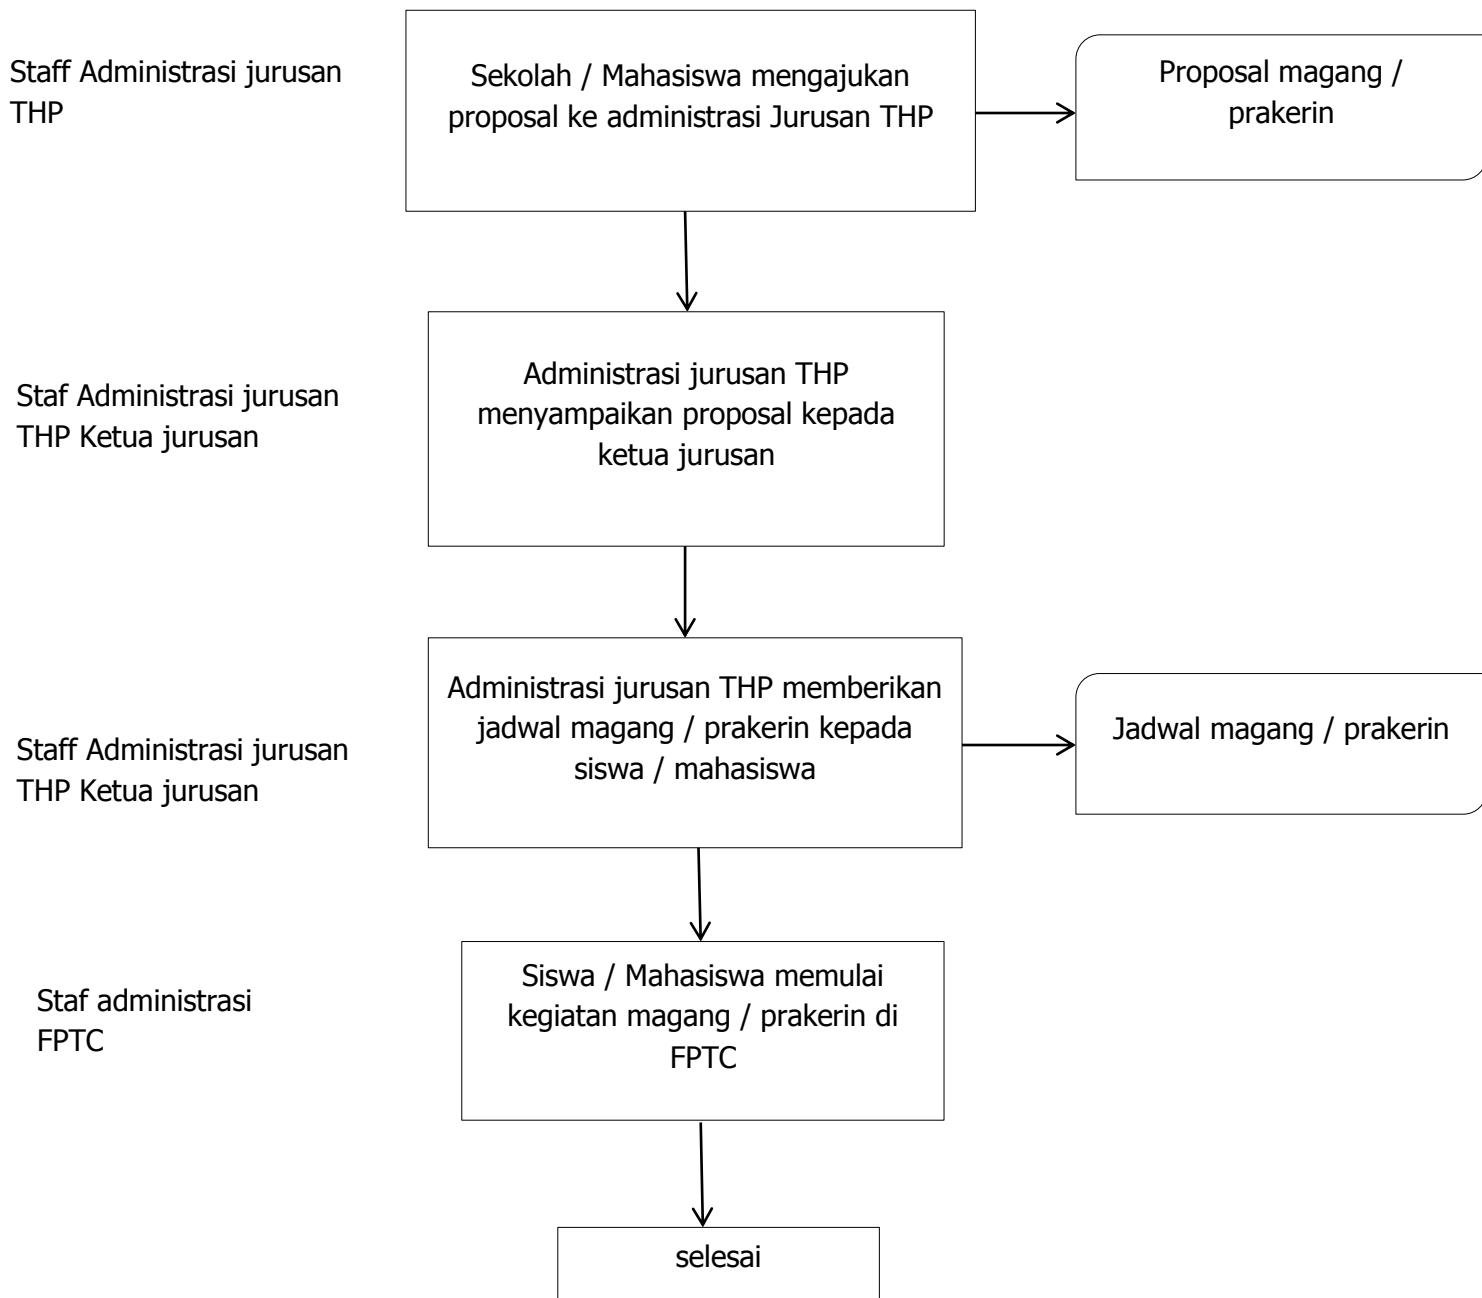 Staff Administrasi jurusan
THP
Sekolah / Mahasiswa mengajukan
proposal ke administrasi Jurusan THP
Proposal magang /
prakerin
Staf Administrasi jurusan
THP Ketua jurusan
Administrasi jurusan THP
menyampaikan proposal kepada
ketua jurusan
Staff Administrasi jurusan
THP Ketua jurusan
Administrasi jurusan THP memberikan
jadwal magang / prakerin kepada
siswa / mahasiswa
Jadwal magang / prakerin
Staf administrasi
FPTC
Siswa / Mahasiswa memulai
kegiatan magang / prakerin di
FPTC
selesai